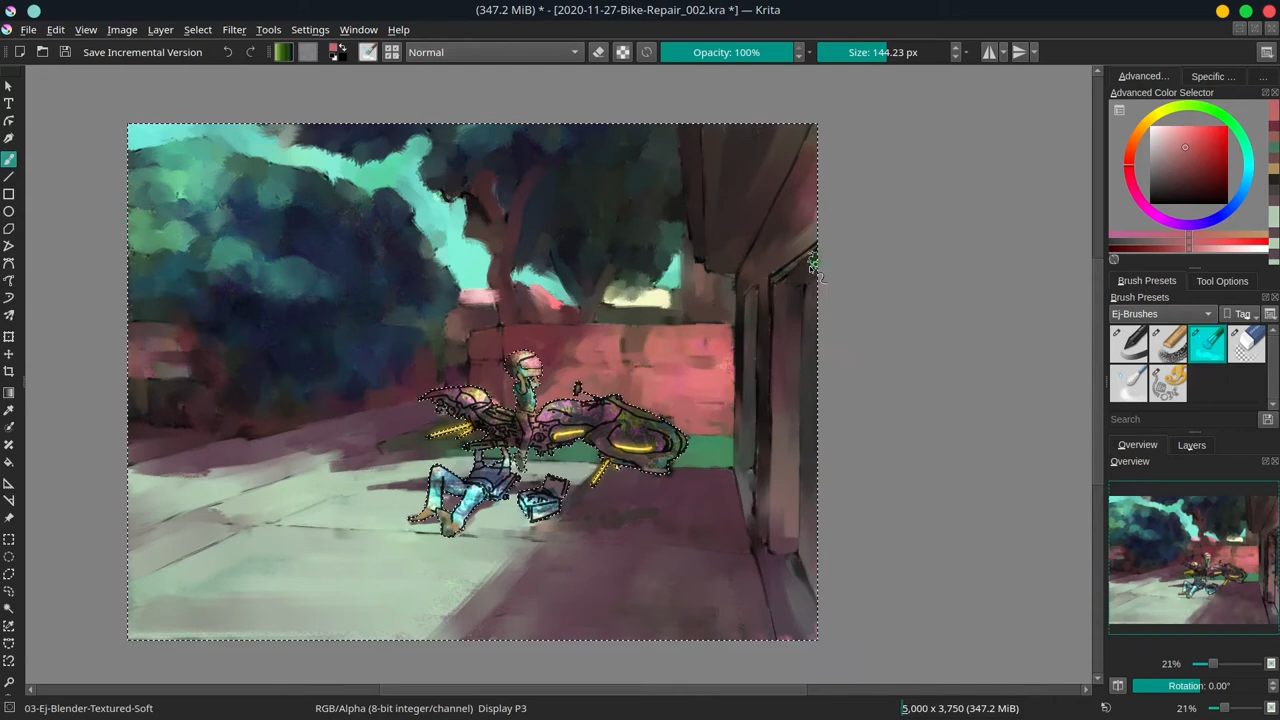 (347.2 MiB) * - [2020-11-27-Bike-Repair_002.kra *] — Krita
File Edit View Image Layer Select Filter Tools Settings Window Help
Save Incremental Version Normal Opacity: 100% Size: 144.23 px
Advanced... Specific ... ...
Advanced Color Selector
Brush Presets Tool Options
Brush Presets
Ej-Brushes Tag
Search
Overview Layers
Overview
21%
Rotation: 0.00°
03-Ej-Blender-Textured-Soft RGB/Alpha (8-bit integer/channel) Display P3 5,000 x 3,750 (347.2 MiB) 21%